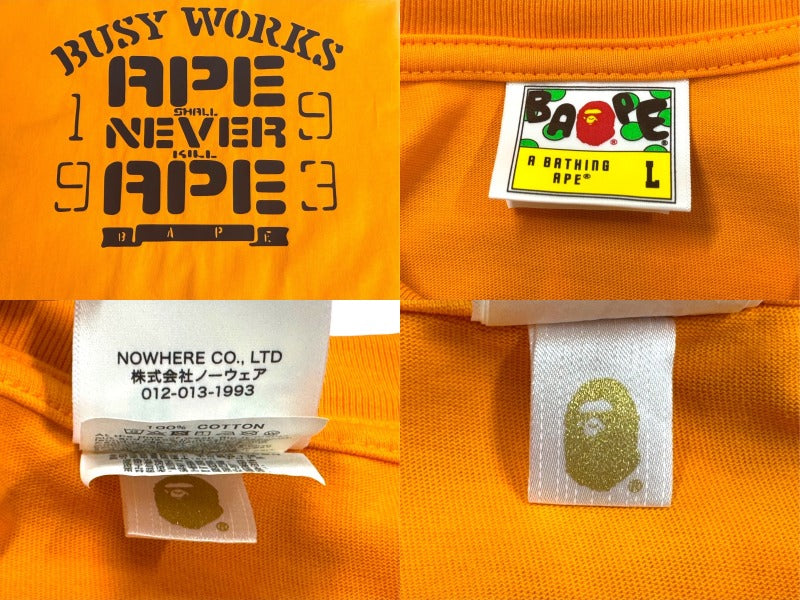 BUSY WORKS
APE
SHALL
1 NEVER 9
KILL
9 APE 3
B A P E
BAPE®
A BATHING
APE®
L
NOWHERE CO., LTD
株式会社ノーウェア
012-013-1993
100% COTTON
®
®